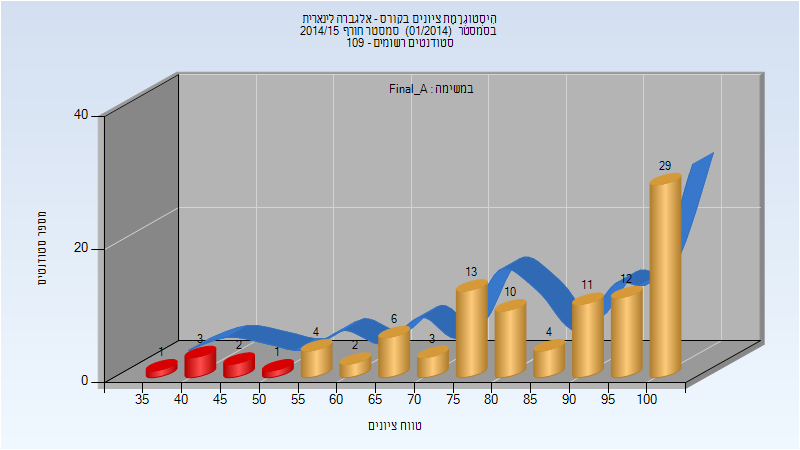 היסטוגרמת ציונים בקורס - אלגברה לינארית
בסמסטר (01/2014) סמסטר חורף 2014/15
סטודנטים רשומים - 109
במשימה : Final_A
מספר סטודנטים
40
20
0
1
3
2
1
4
2
6
3
13
10
4
11
12
29
35 40 45 50 55 60 65 70 75 80 85 90 95 100
טווח ציונים